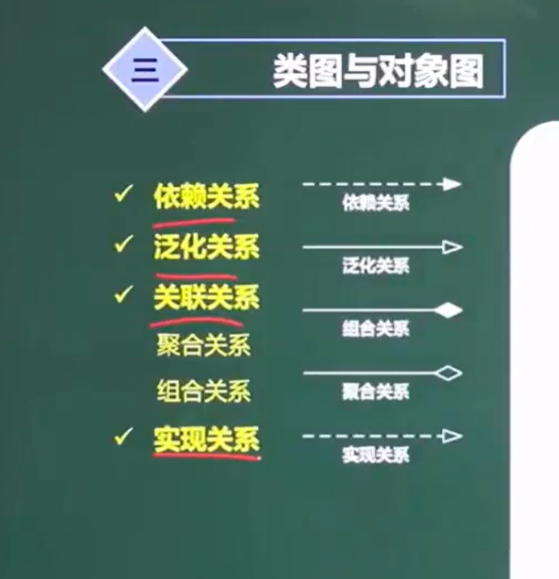 三
类图与对象图
✓ 依赖关系
✓ 泛化关系
✓ 关联关系
聚合关系
组合关系
✓ 实现关系
依赖关系
泛化关系
组合关系
聚合关系
实现关系